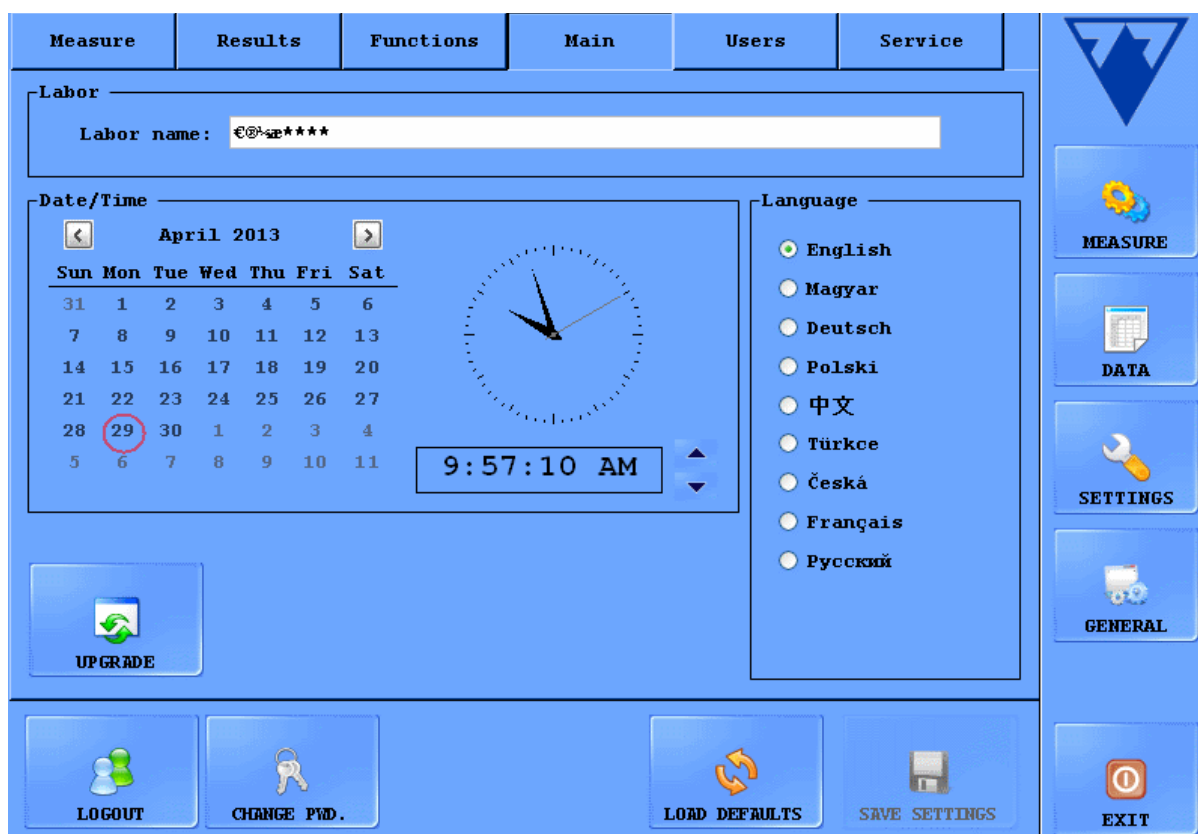 Measure Results Functions Main Users Service
Labor
Labor name: €®¼æ****
Date/Time
April 2013
Sun Mon Tue Wed Thu Fri Sat
31 1 2 3 4 5 6
7 8 9 10 11 12 13
14 15 16 17 18 19 20
21 22 23 24 25 26 27
28 29 30 1 2 3 4
5 6 7 8 9 10 11
9:57:10 AM
Language
English
Magyar
Deutsch
Polski
中文
Türkce
Česká
Français
Русский
UPGRADE
LOGOUT
CHANGE PWD.
LOAD DEFAULTS
SAVE SETTINGS
MEASURE
DATA
SETTINGS
GENERAL
EXIT